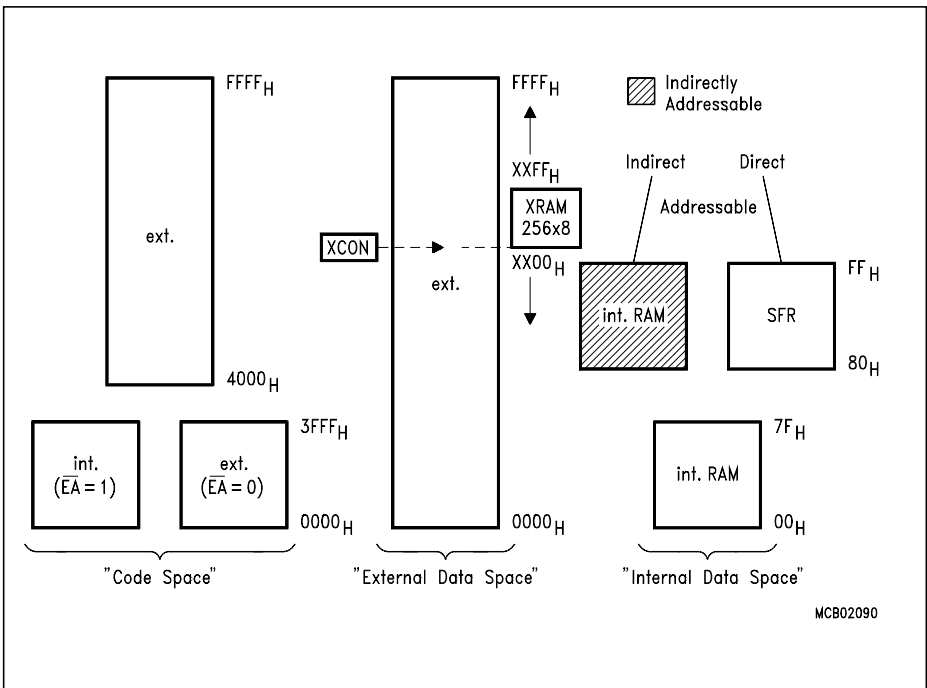 FFFFH
ext.
4000H
int.
(E̅A̅ = 1)
ext.
(E̅A̅ = 0)
3FFFH
0000H
"Code Space"
FFFFH
XXFFH
XRAM
256x8
XX00H
XCON
ext.
0000H
"External Data Space"
Indirectly
Addressable
Indirect
Direct
Addressable
int. RAM
SFR
FFH
80H
int. RAM
7FH
00H
"Internal Data Space"
MCB02090